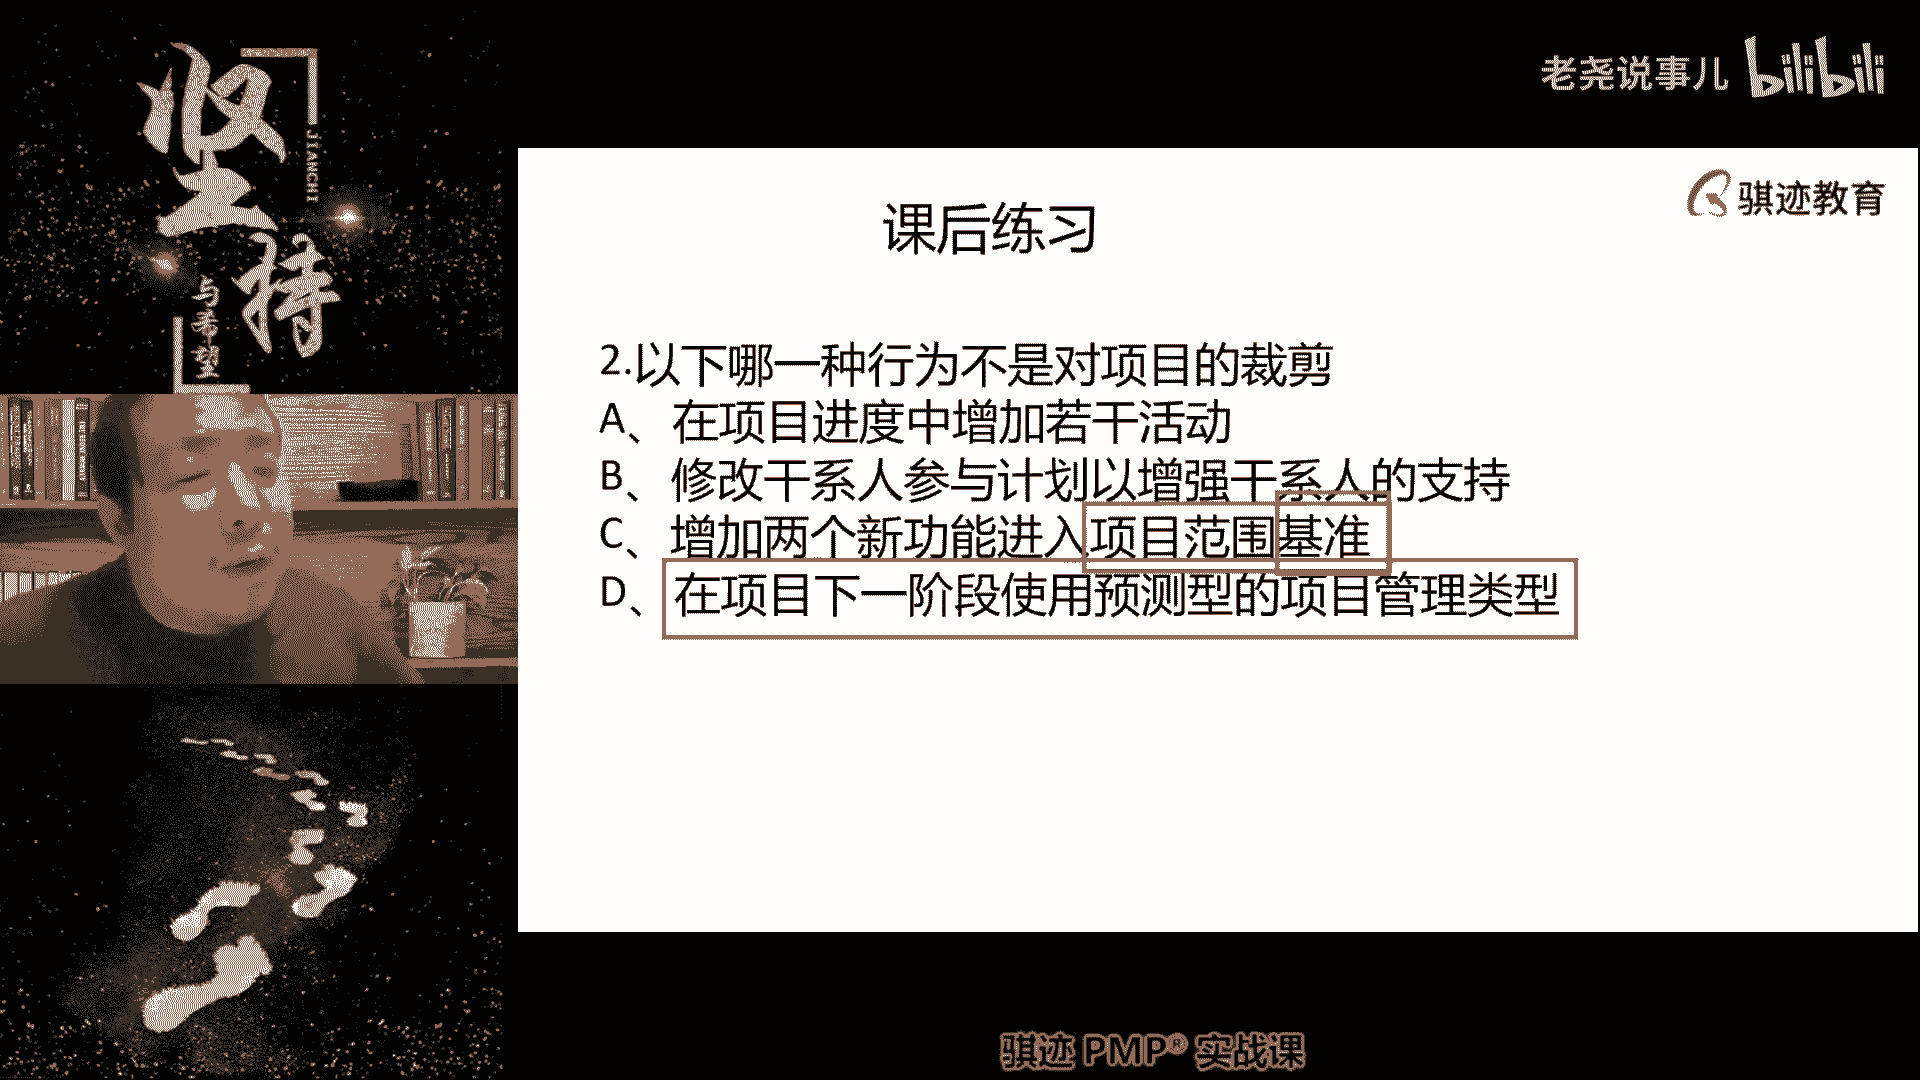 坚持
JIANCHI
与希望
老尧说事儿 bilibili
骐迹教育
课后练习
2.以下哪一种行为不是对项目的裁剪
A、在项目进度中增加若干活动
B、修改干系人参与计划以增强干系人的支持
C、增加两个新功能进入项目范围基准
D、在项目下一阶段使用预测型的项目管理类型
骐迹 PMP® 实战课